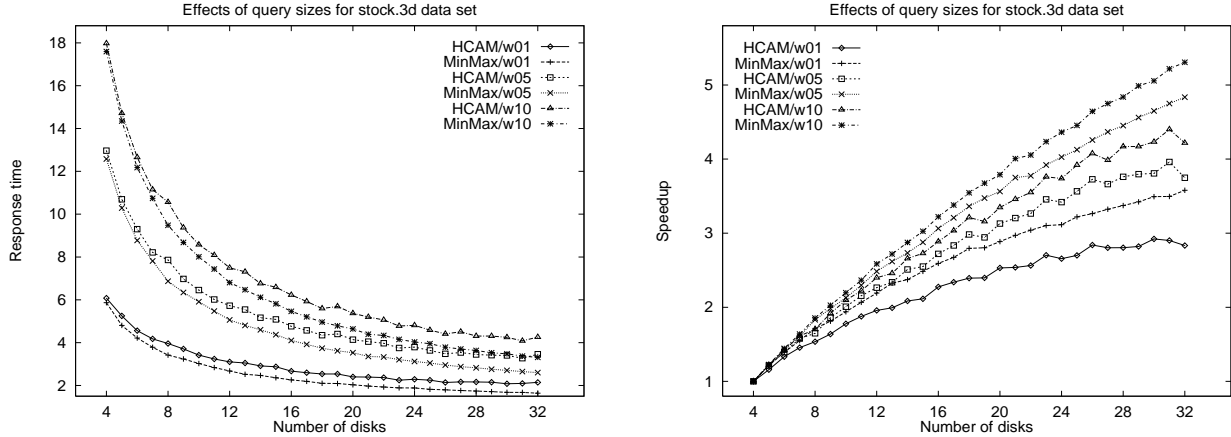 Effects of query sizes for stock.3d data set
18
16
14
12
10
8
6
4
2
Response time
HCAM/w01
MinMax/w01
HCAM/w05
MinMax/w05
HCAM/w10
MinMax/w10
4 8 12 16 20 24 28 32
Number of disks
Effects of query sizes for stock.3d data set
5
4
3
2
1
Speedup
HCAM/w01
MinMax/w01
HCAM/w05
MinMax/w05
HCAM/w10
MinMax/w10
4 8 12 16 20 24 28 32
Number of disks